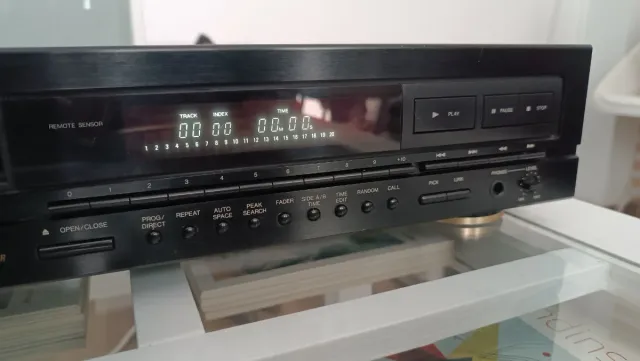 REMOTE SENSOR
TRACK INDEX TIME
00 00 00m00s
1 2 3 4 5 6 7 8 9 10 11 12 13 14 15 16 17 18 19 20
▶ PLAY
PAUSE
STOP
0 1 2 3 4 5 6 7 8 9 +10
OPEN/CLOSE
PROG/
DIRECT
REPEAT
AUTO
SPACE
PEAK
SEARCH
FADER
SIDE A/B
TIME
TIME
EDIT
RANDOM
CALL
PICK
PHONES